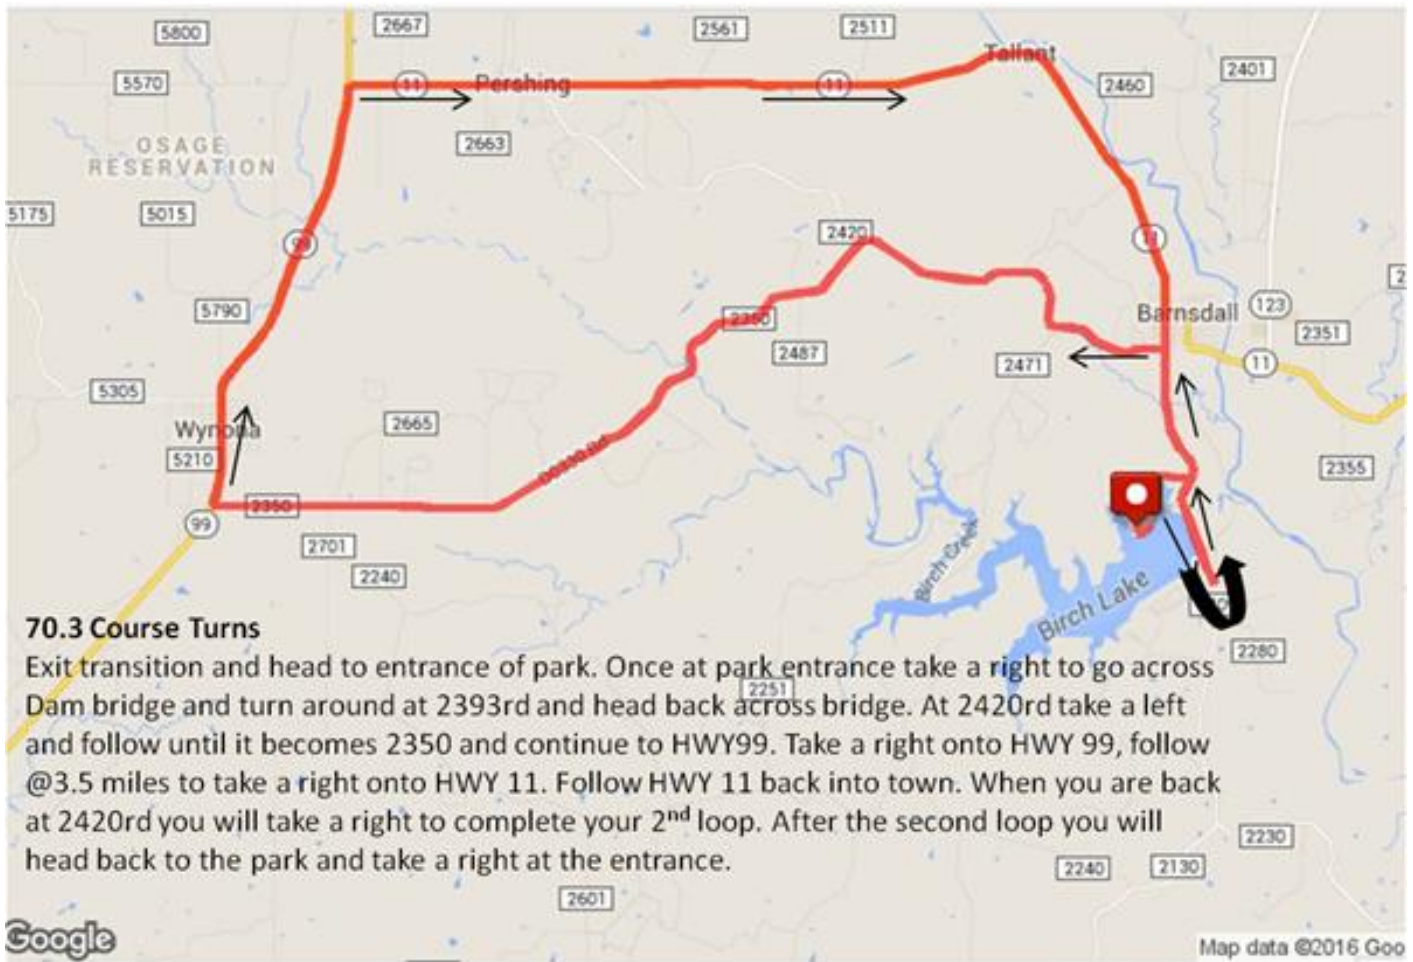 5800
2667
2561
2511
Tallant
2401
5570
11
Pershing
11
2460
OSAGE
RESERVATION
2663
5175
5015
99
2420
11
5790
2350
Barnsdall
123
2351
2487
2471
11
5305
Wynona
2665
5210
2355
2350
99
2701
2240
Birch Creek
Birch Lake
2280
70.3 Course Turns
Exit transition and head to entrance of park. Once at park entrance take a right to go across
2251
Dam bridge and turn around at 2393rd and head back across bridge. At 2420rd take a left
and follow until it becomes 2350 and continue to HWY99. Take a right onto HWY 99, follow
@3.5 miles to take a right onto HWY 11. Follow HWY 11 back into town. When you are back
at 2420rd you will take a right to complete your 2nd loop. After the second loop you will
head back to the park and take a right at the entrance.
2230
2240
2130
2601
Google
Map data ©2016 Goo